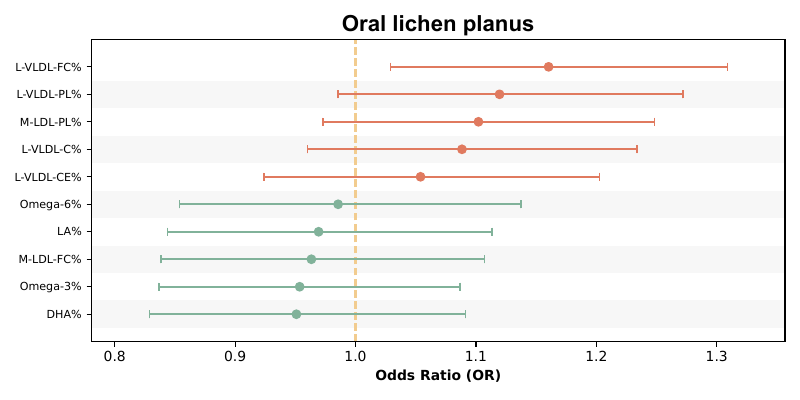 Oral lichen planus
L-VLDL-FC%
L-VLDL-PL%
M-LDL-PL%
L-VLDL-C%
L-VLDL-CE%
Omega-6%
LA%
M-LDL-FC%
Omega-3%
DHA%
0.8 0.9 1.0 1.1 1.2 1.3
Odds Ratio (OR)